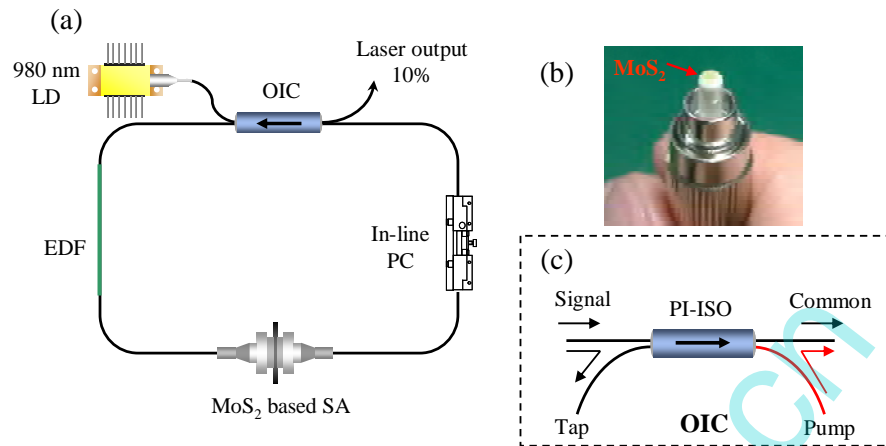 (a)
980 nm
LD
OIC
Laser output
10%
EDF
In-line
PC
MoS₂ based SA
(b)
MoS₂
(c)
Signal
PI-ISO
Common
Tap
OIC
Pump
cn